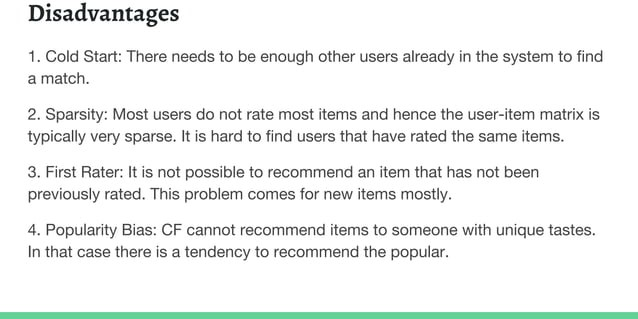 Disadvantages
1. Cold Start: There needs to be enough other users already in the system to find
a match.
2. Sparsity: Most users do not rate most items and hence the user-item matrix is
typically very sparse. It is hard to find users that have rated the same items.
3. First Rater: It is not possible to recommend an item that has not been
previously rated. This problem comes for new items mostly.
4. Popularity Bias: CF cannot recommend items to someone with unique tastes.
In that case there is a tendency to recommend the popular.